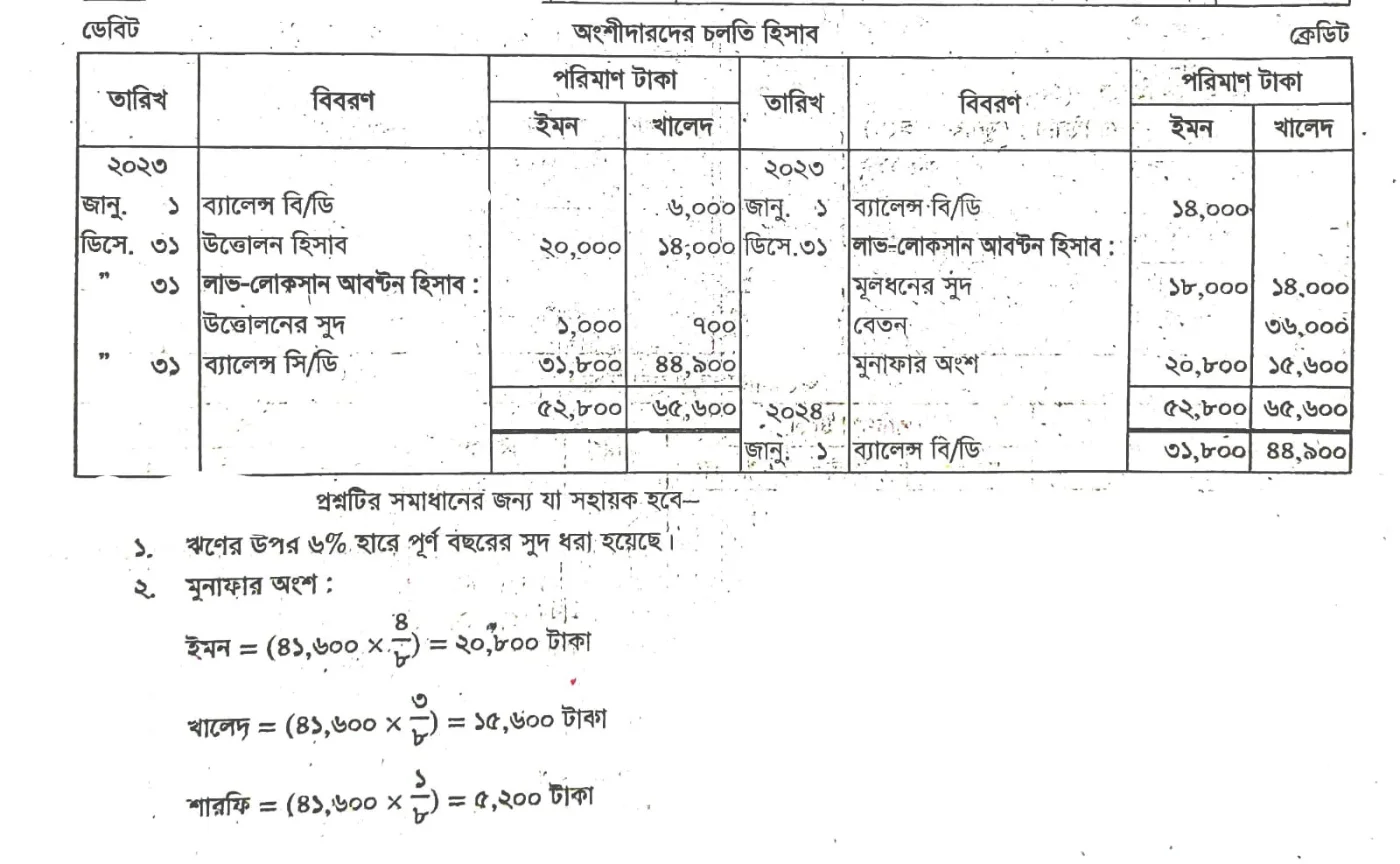 ডেবিট অংশীদারদের চলতি হিসাব ক্রেডিট
তারিখ বিবরণ পরিমাণ টাকা তারিখ বিবরণ পরিমাণ টাকা
ইমন খালেদ ইমন খালেদ
২০২৩ ২০২৩
জানু. ১ ব্যালেন্স বি/ডি ৬,০০০ জানু. ১ ব্যালেন্স বি/ডি ১৪,০০০
ডিসে. ৩১ উত্তোলন হিসাব ২০,০০০ ১৪,০০০ ডিসে.৩১ লাভ-লোকসান আবণ্টন হিসাব :
” ৩১ লাভ-লোকসান আবণ্টন হিসাব : মূলধনের সুদ ১৮,০০০ ১৪,০০০
উত্তোলনের সুদ ১,০০০ ৭০০ বেতন ৩৬,০০০
” ৩১ ব্যালেন্স সি/ডি ৩১,৮০০ ৪৪,৯০০ মুনাফার অংশ ২০,৮০০ ১৫,৬০০
৫২,৮০০ ৬৫,৬০০ ২০২৪ ৫২,৮০০ ৬৫,৬০০
জানু. ১ ব্যালেন্স বি/ডি ৩১,৮০০ ৪৪,৯০০
প্রশ্নটির সমাধানের জন্য যা সহায়ক হবে–
১. ঋণের উপর ৬% হারে পূর্ণ বছরের সুদ ধরা হয়েছে।
২. মুনাফার অংশ :
ইমন = (৪১,৬০০ × ৪/৮) = ২০,৮০০ টাকা
খালেদ = (৪১,৬০০ × ৩/৮) = ১৫,৬০০ টাকা
শারফি = (৪১,৬০০ × ১/৮) = ৫,২০০ টাকা